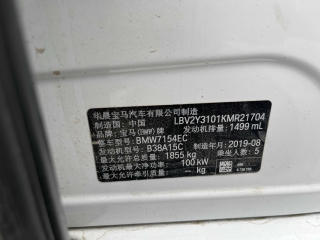 华晨宝马汽车有限公司制造
制造国：中国 LBV2Y3101KMR21704
品牌：宝马(BMW)牌 发动机排量：1499 mL
整车型号：BMW7154EC
发动机型号：B38A15C 制造年月：2019-08
最大允许总质量：1855 kg 乘坐人数：5
发动机最大净功率：100 kW
最大允许牵引质量：-- kg